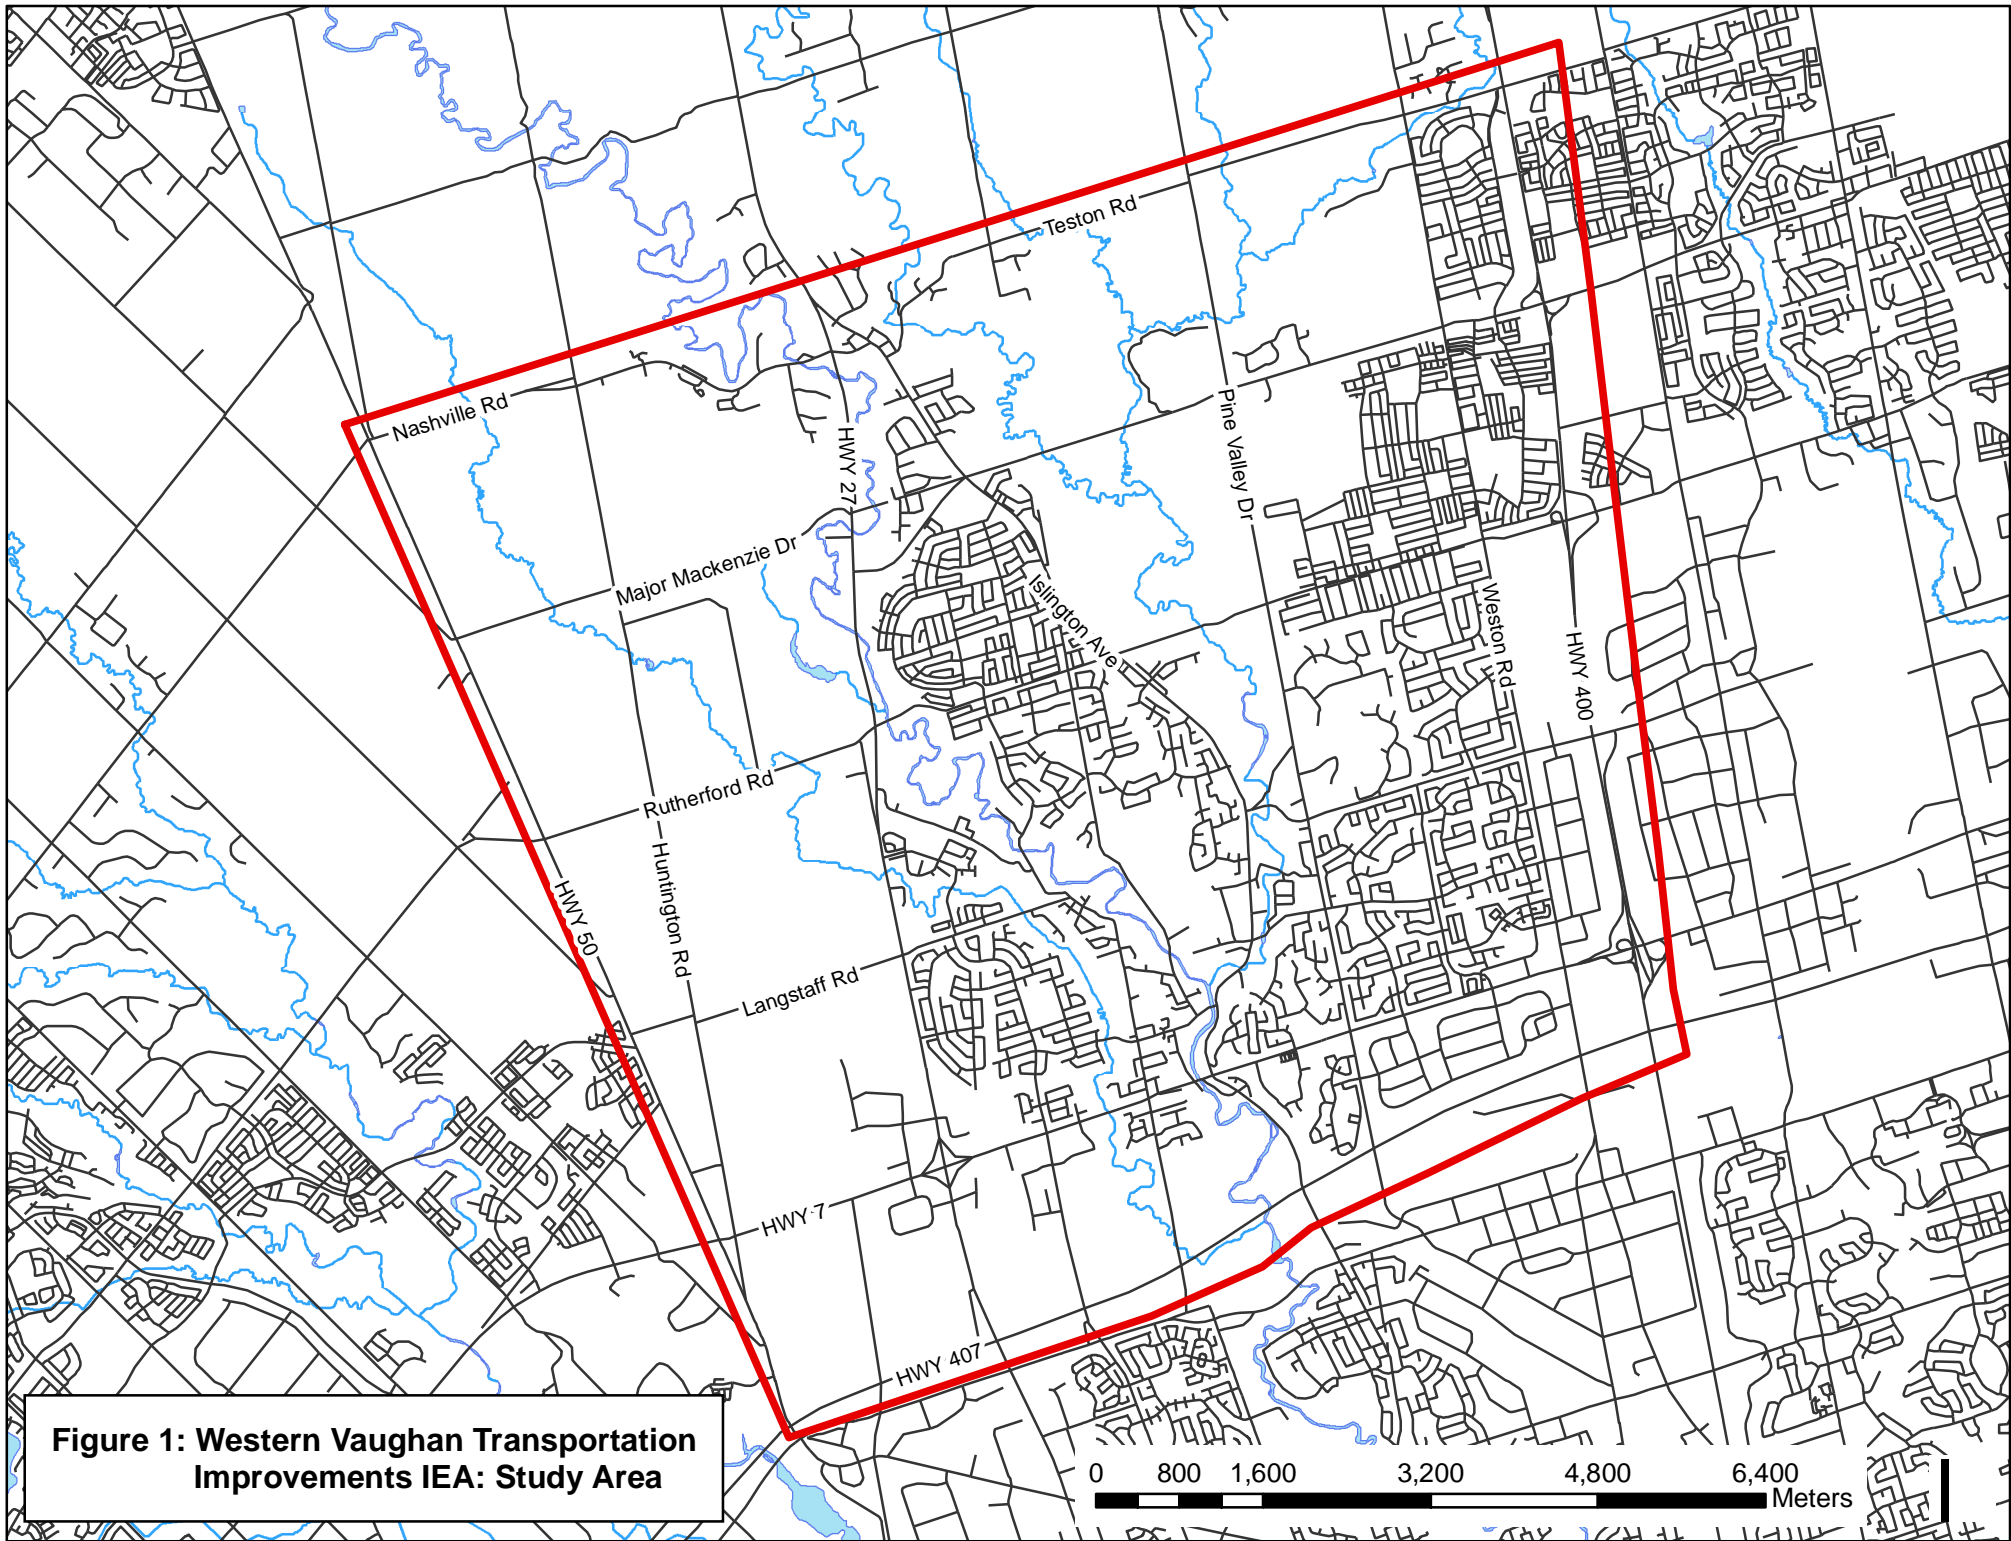 Teston Rd
Nashville Rd
HWY 27
Pine Valley Dr
Major Mackenzie Dr
Islington Ave
Weston Rd
HWY 400
Rutherford Rd
Huntington Rd
HWY 50
Langstaff Rd
HWY 7
HWY 407
Figure 1: Western Vaughan Transportation
Improvements IEA: Study Area
0 800 1,600 3,200 4,800 6,400
Meters